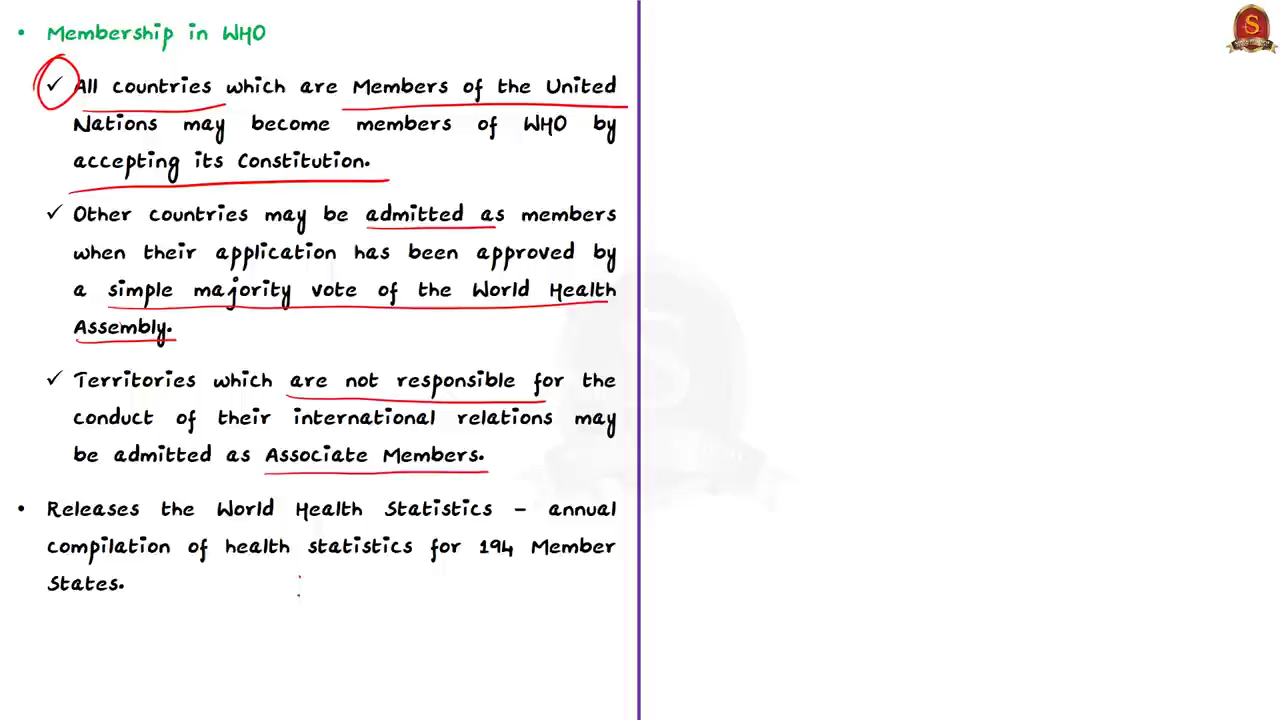 • Membership in WHO
✓ All countries which are Members of the United
Nations may become members of WHO by
accepting its Constitution.
✓ Other countries may be admitted as members
when their application has been approved by
a simple majority vote of the World Health
Assembly.
✓ Territories which are not responsible for the
conduct of their international relations may
be admitted as Associate Members.
• Releases the World Health Statistics – annual
compilation of health statistics for 194 Member
States.
S